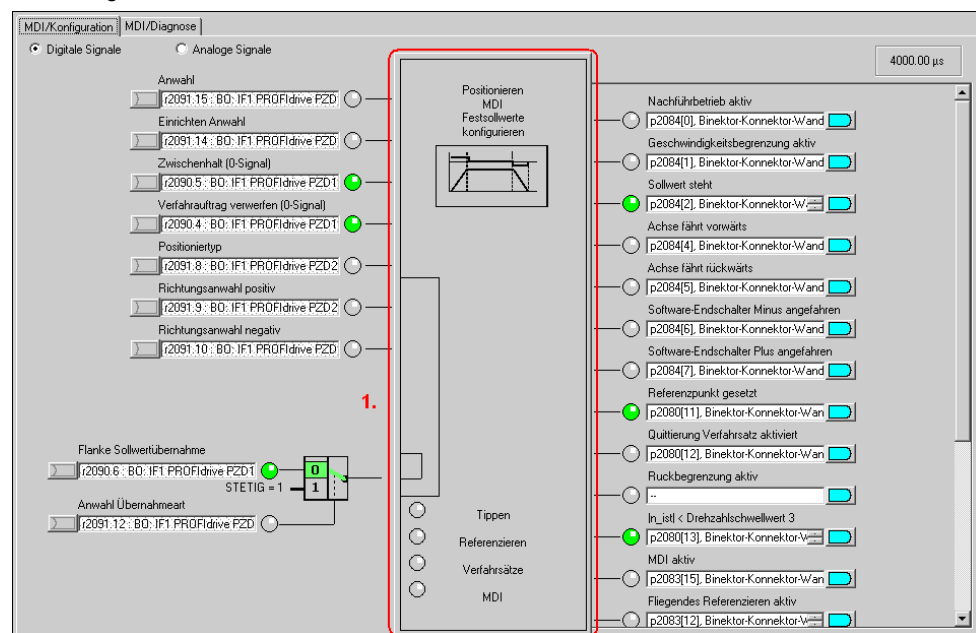 MDI/Konfiguration MDI/Diagnose
Digitale Signale Analoge Signale
4000.00 µs
Anwahl
r2091.15 : BO: IF1 PROFIdrive PZD
Einrichten Anwahl
r2091.14 : BO: IF1 PROFIdrive PZD
Zwischenhalt (0-Signal)
r2090.5 : BO: IF1 PROFIdrive PZD1
Verfahrauftrag verwerfen (0-Signal)
r2090.4 : BO: IF1 PROFIdrive PZD1
Positioniertyp
r2091.8 : BO: IF1 PROFIdrive PZD2
Richtungsanwahl positiv
r2091.9 : BO: IF1 PROFIdrive PZD2
Richtungsanwahl negativ
r2091.10 : BO: IF1 PROFIdrive PZD
1.
Flanke Sollwertübernahme
r2090.6 : BO: IF1 PROFIdrive PZD1
0
STETIG = 1
1
Anwahl Übernahmeart
r2091.12 : BO: IF1 PROFIdrive PZD
Positionieren
MDI
Festsollwerte
konfigurieren
Tippen
Referenzieren
Verfahrsätze
MDI
Nachführbetrieb aktiv
p2084[0], Binektor-Konnektor-Wand
Geschwindigkeitsbegrenzung aktiv
p2084[1], Binektor-Konnektor-Wand
Sollwert steht
p2084[2], Binektor-Konnektor-W
Achse fährt vorwärts
p2084[4], Binektor-Konnektor-Wand
Achse fährt rückwärts
p2084[5], Binektor-Konnektor-Wand
Software-Endschalter Minus angefahren
p2084[6], Binektor-Konnektor-Wand
Software-Endschalter Plus angefahren
p2084[7], Binektor-Konnektor-Wand
Referenzpunkt gesetzt
p2080[11], Binektor-Konnektor-Wan
Quittierung Verfahrsatz aktiviert
p2080[12], Binektor-Konnektor-Wan
Ruckbegrenzung aktiv
--
|n_ist| < Drehzahlschwellwert 3
p2080[13], Binektor-Konnektor-W
MDI aktiv
p2083[15], Binektor-Konnektor-Wan
Fliegendes Referenzieren aktiv
p2083[12], Binektor-Konnektor-W